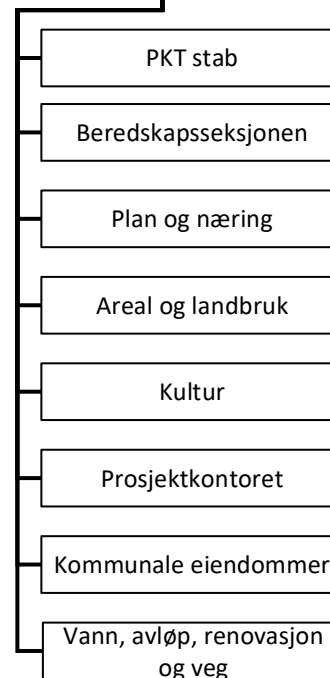 PKT stab
Beredskapsseksjonen
Plan og næring
Areal og landbruk
Kultur
Prosjektkontoret
Kommunale eiendommer
Vann, avløp, renovasjon
og veg